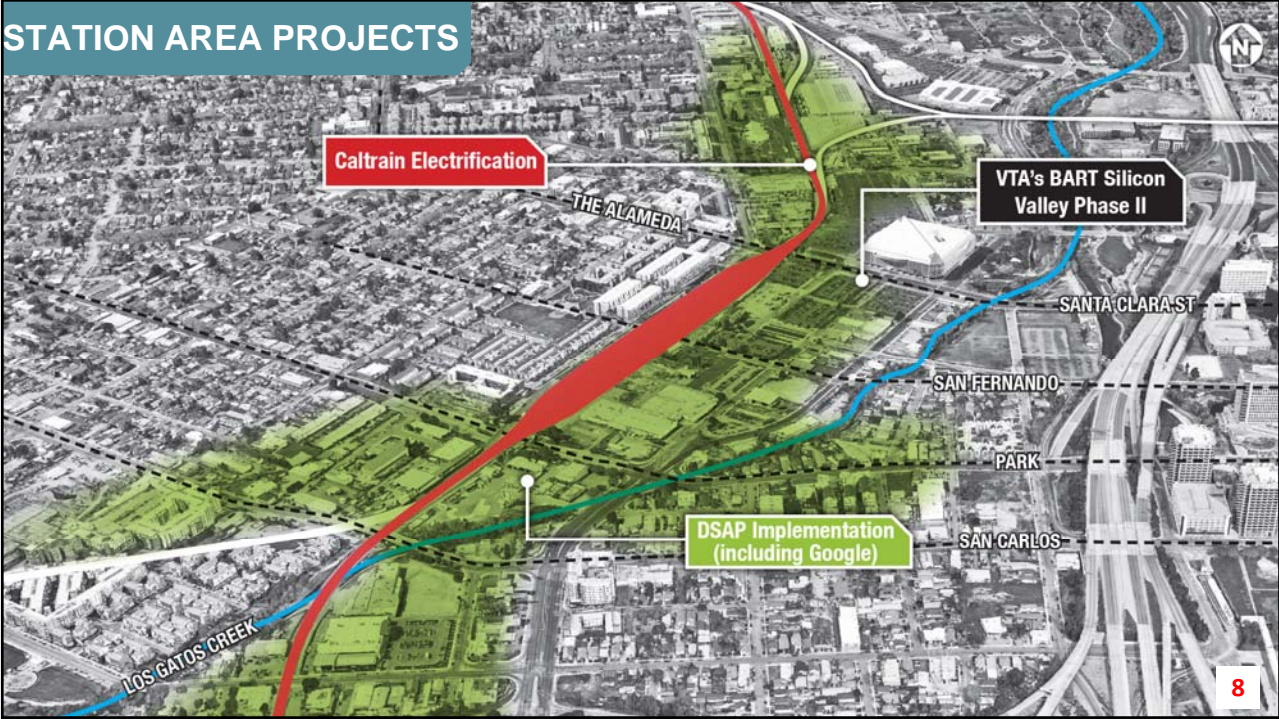 STATION AREA PROJECTS
N
Caltrain Electrification
VTA's BART Silicon
Valley Phase II
THE ALAMEDA
SANTA CLARA ST
SAN FERNANDO
PARK
DSAP Implementation
(including Google)
SAN CARLOS
LOS GATOS CREEK
8